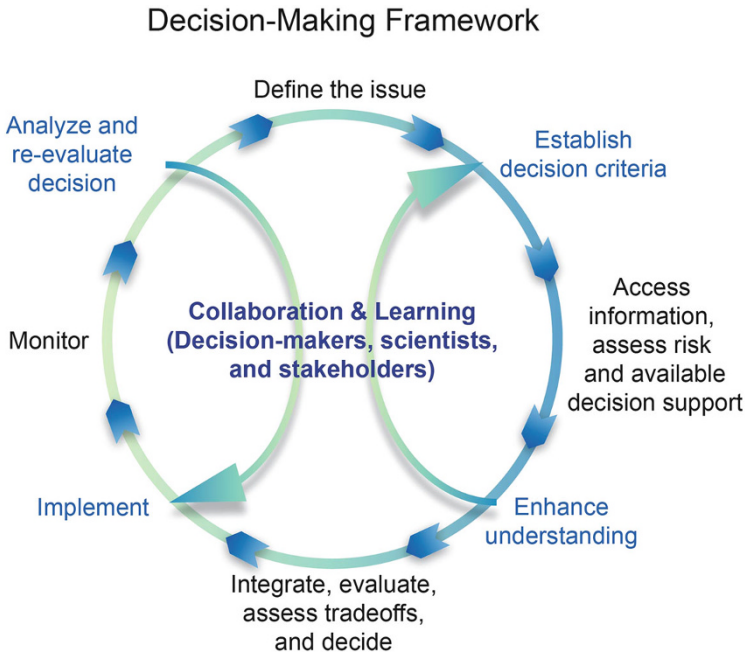 Decision-Making Framework
Define the issue
Establish
decision criteria
Access
information,
assess risk
and available
decision support
Enhance
understanding
Integrate, evaluate,
assess tradeoffs,
and decide
Implement
Monitor
Analyze and
re-evaluate
decision
Collaboration & Learning
(Decision-makers, scientists,
and stakeholders)